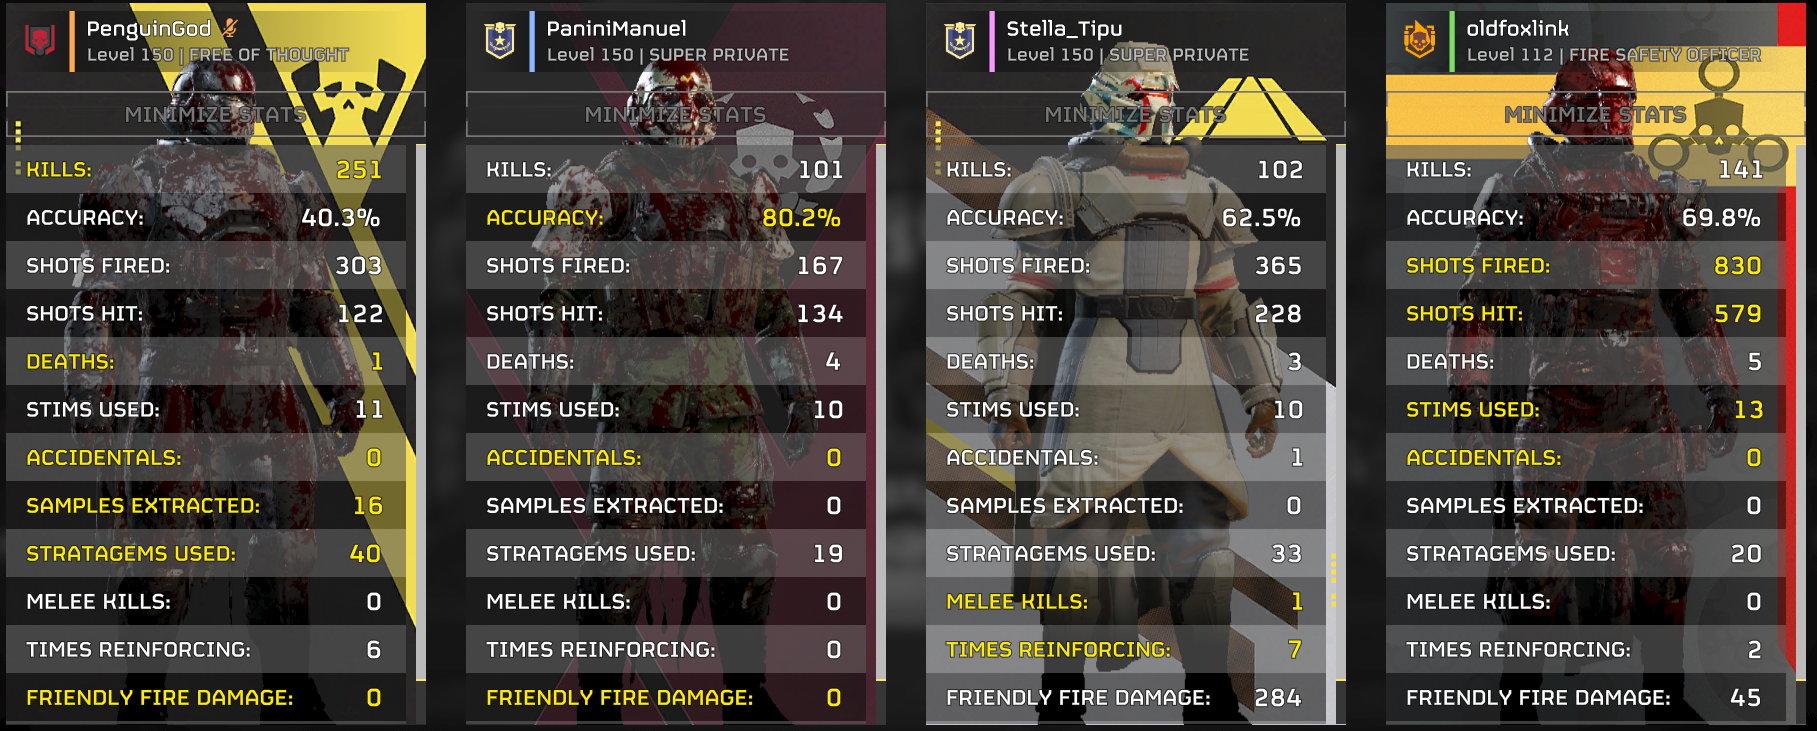 PenguinGod
Level 150 | FREE OF THOUGHT
MINIMIZE STATS
KILLS: 251
ACCURACY: 40.3%
SHOTS FIRED: 303
SHOTS HIT: 122
DEATHS: 1
STIMS USED: 11
ACCIDENTALS: 0
SAMPLES EXTRACTED: 16
STRATAGEMS USED: 40
MELEE KILLS: 0
TIMES REINFORCING: 6
FRIENDLY FIRE DAMAGE: 0
PaniniManuel
Level 150 | SUPER PRIVATE
MINIMIZE STATS
KILLS: 101
ACCURACY: 80.2%
SHOTS FIRED: 167
SHOTS HIT: 134
DEATHS: 4
STIMS USED: 10
ACCIDENTALS: 0
SAMPLES EXTRACTED: 0
STRATAGEMS USED: 19
MELEE KILLS: 0
TIMES REINFORCING: 0
FRIENDLY FIRE DAMAGE: 0
Stella_Tipu
Level 150 | SUPER PRIVATE
MINIMIZE STATS
KILLS: 102
ACCURACY: 62.5%
SHOTS FIRED: 365
SHOTS HIT: 228
DEATHS: 3
STIMS USED: 10
ACCIDENTALS: 1
SAMPLES EXTRACTED: 0
STRATAGEMS USED: 33
MELEE KILLS: 1
TIMES REINFORCING: 7
FRIENDLY FIRE DAMAGE: 284
oldfoxlink
Level 112 | FIRE SAFETY OFFICER
MINIMIZE STATS
KILLS: 141
ACCURACY: 69.8%
SHOTS FIRED: 830
SHOTS HIT: 579
DEATHS: 5
STIMS USED: 13
ACCIDENTALS: 0
SAMPLES EXTRACTED: 0
STRATAGEMS USED: 20
MELEE KILLS: 0
TIMES REINFORCING: 2
FRIENDLY FIRE DAMAGE: 45